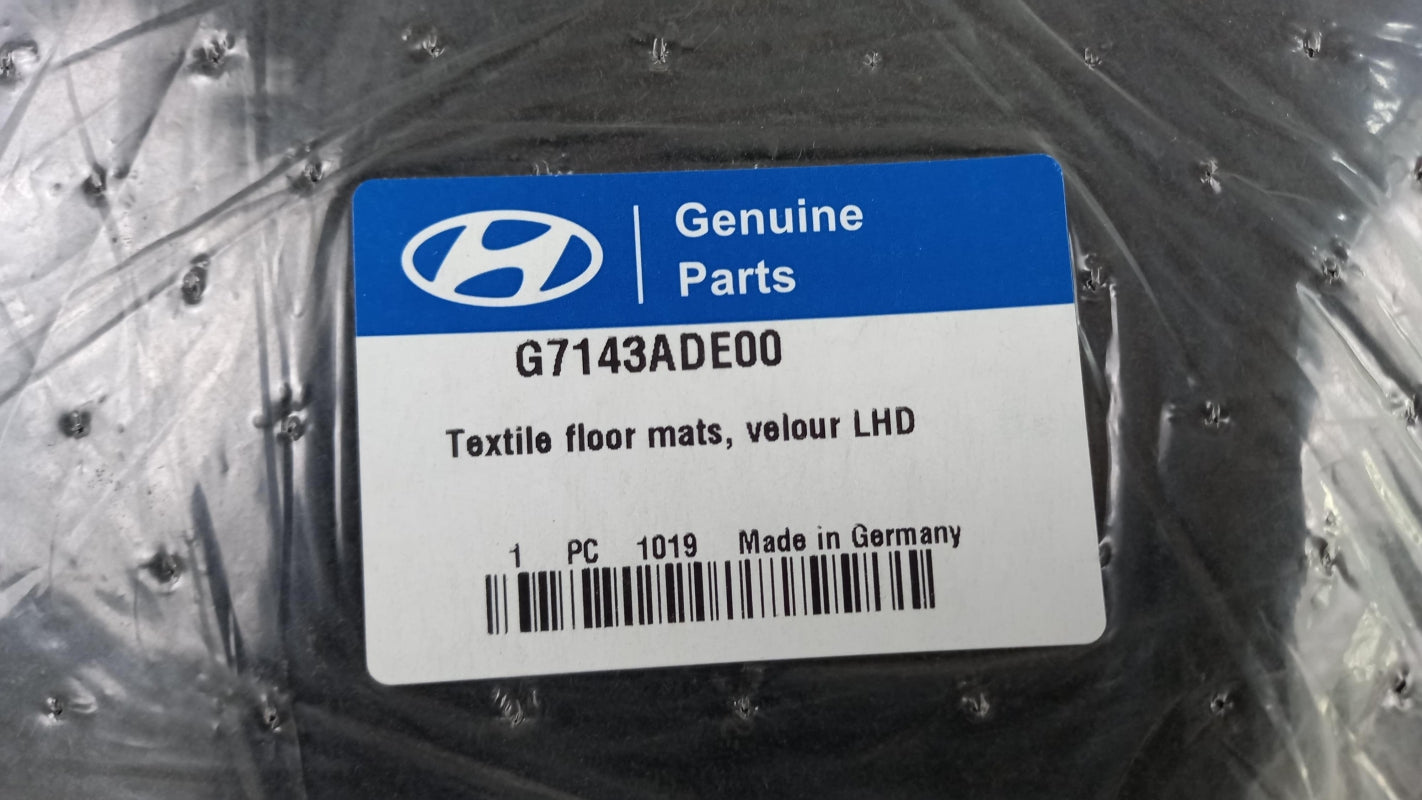 Genuine
Parts
G7143ADE00
Textile floor mats, velour LHD
1 PC 1019 Made in Germany